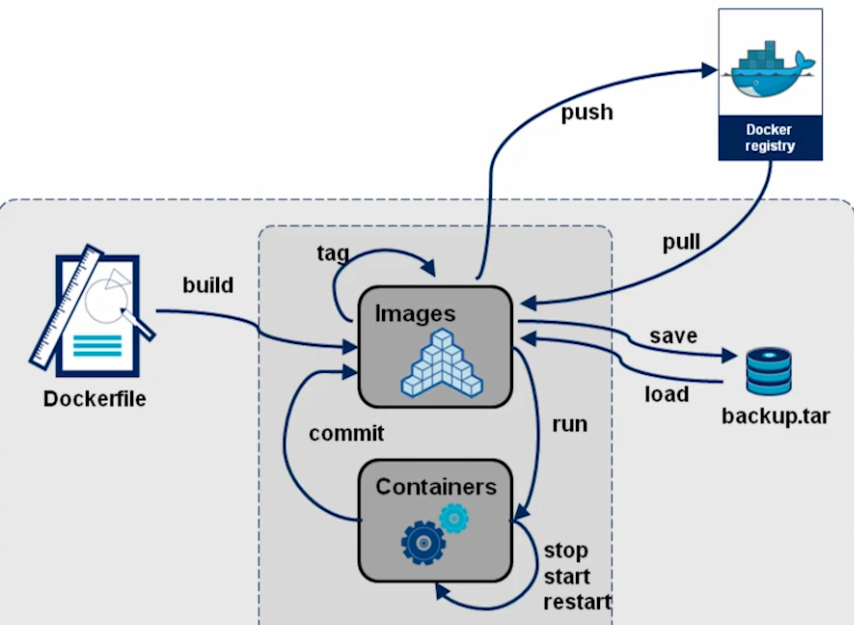 Docker
registry
push
pull
tag
build
Images
save
load
backup.tar
Dockerfile
commit
run
Containers
stop
start
restart